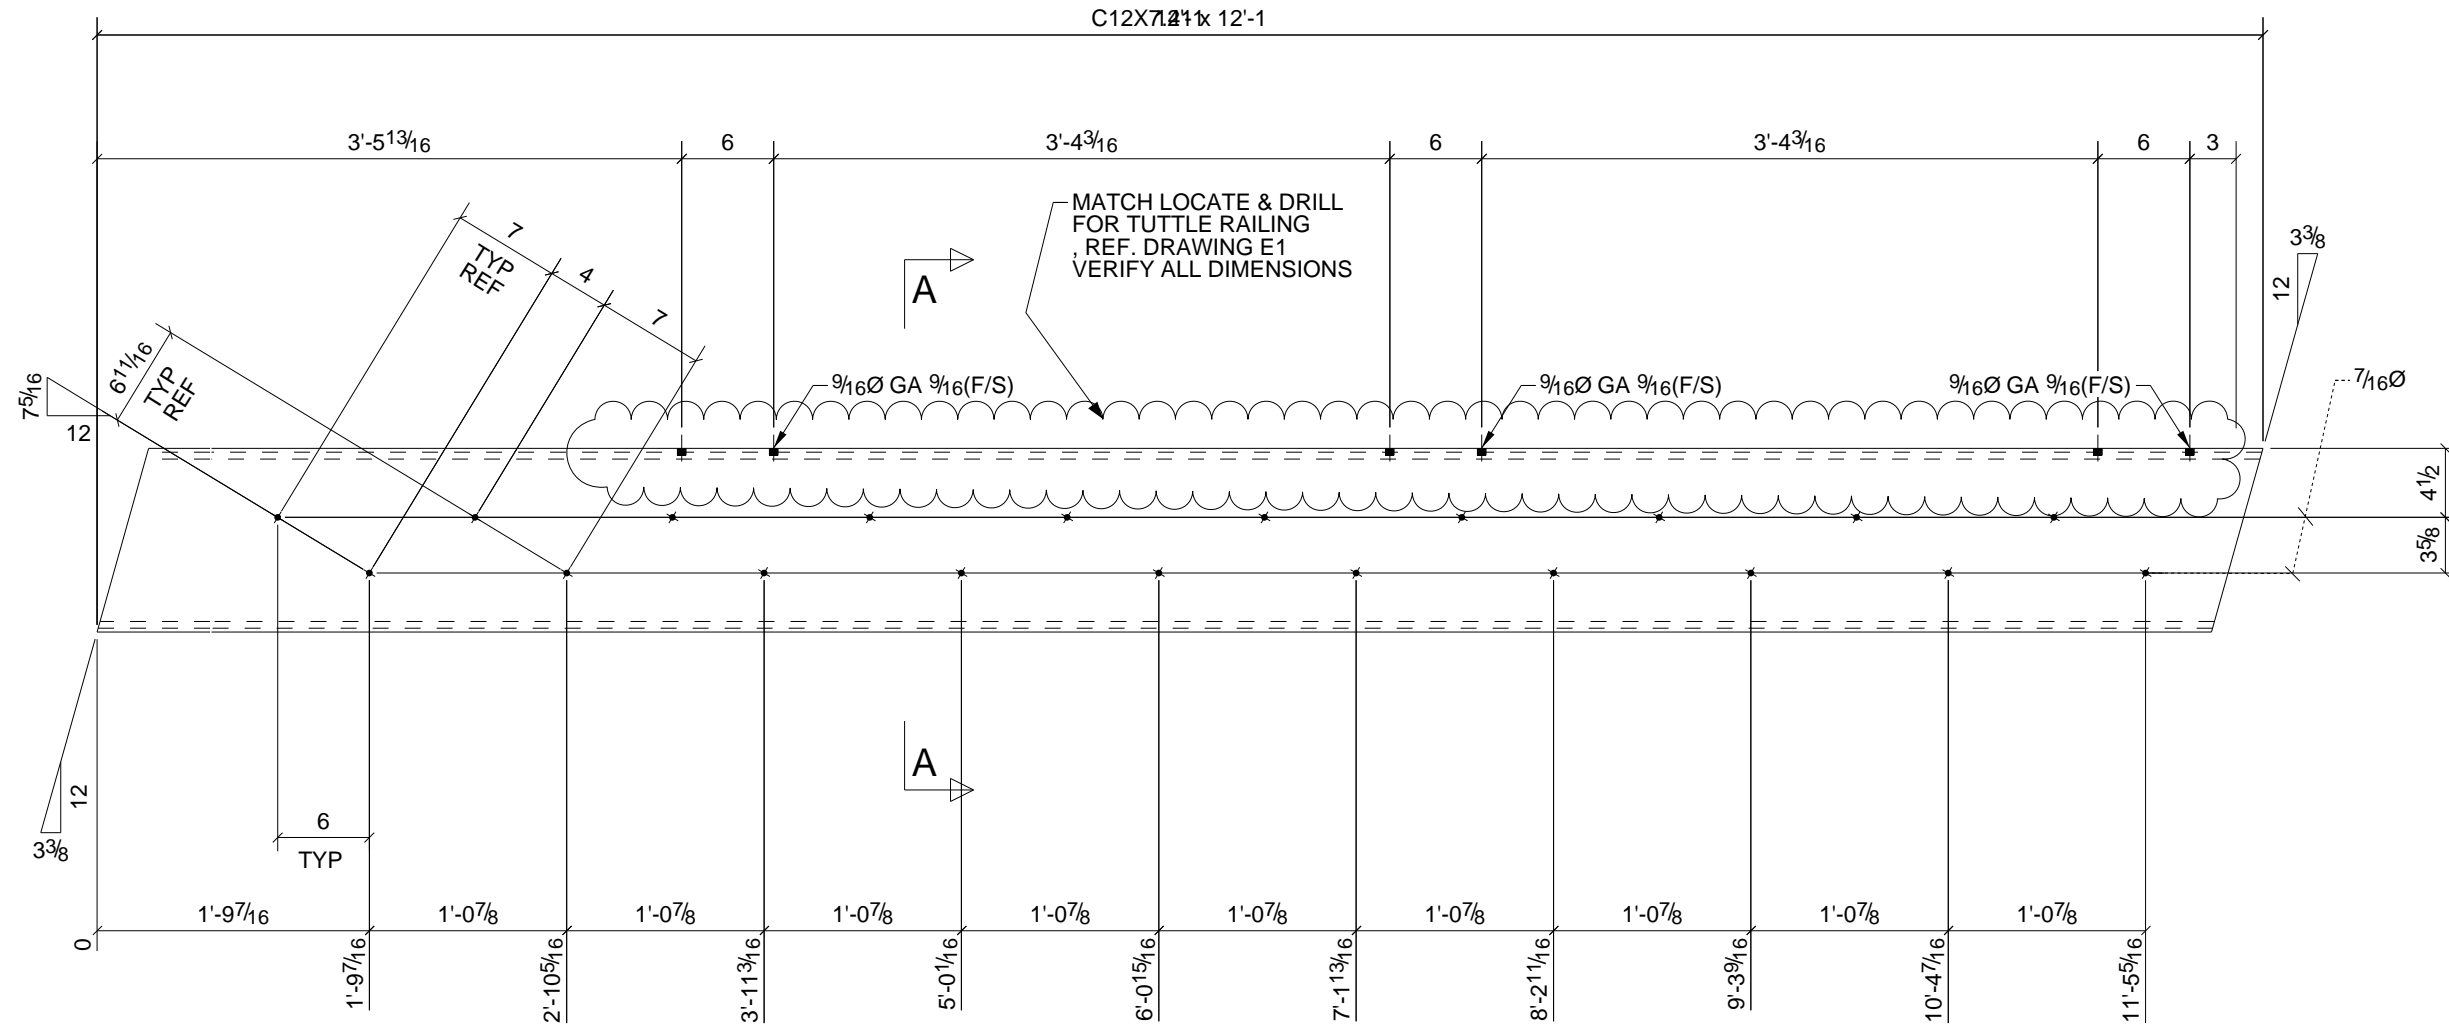 3'-5 13/16
6
3'-4 3/16
6
3'-4 3/16
6
3
MATCH LOCATE & DRILL
FOR TUTTLE RAILING
, REF. DRAWING E1
VERIFY ALL DIMENSIONS
7
TYP
REF
4
7
A
3 3/8
12
6 11/16
TYP
REF
7 5/16
12
9/16Ø GA 9/16(F/S)
9/16Ø GA 9/16(F/S)
9/16Ø GA 9/16(F/S)
7/16Ø
4 1/2
3 5/8
A
12
3 3/8
6
TYP
1'-9 7/16
1'-0 7/8
1'-0 7/8
1'-0 7/8
1'-0 7/8
1'-0 7/8
1'-0 7/8
1'-0 7/8
1'-0 7/8
1'-0 7/8
0
1'-9 7/16
2'-10 5/16
3'-11 3/16
5'-0 1/16
6'-0 15/16
7'-1 13/16
8'-2 11/16
9'-3 9/16
10'-4 7/16
11'-5 5/16